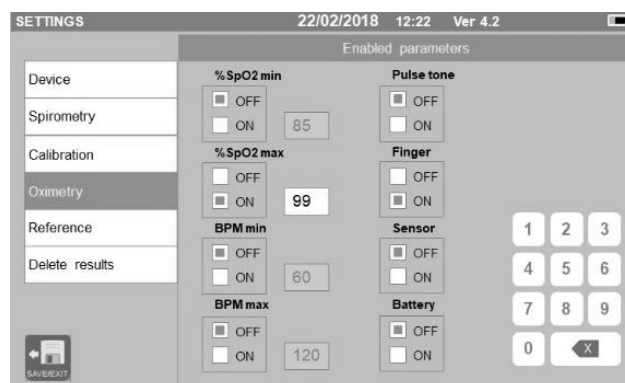 SETTINGS 22/02/2018 12:22 Ver 4.2
Enabled parameters
Device
Spirometry
Calibration
Oximetry
Reference
Delete results
SAVE/EXIT
%SpO2 min
OFF
ON 85
%SpO2 max
OFF
ON 99
BPM min
OFF
ON 60
BPM max
OFF
ON 120
Pulse tone
OFF
ON
Finger
OFF
ON
Sensor
OFF
ON
Battery
OFF
ON
1 2 3
4 5 6
7 8 9
0 X